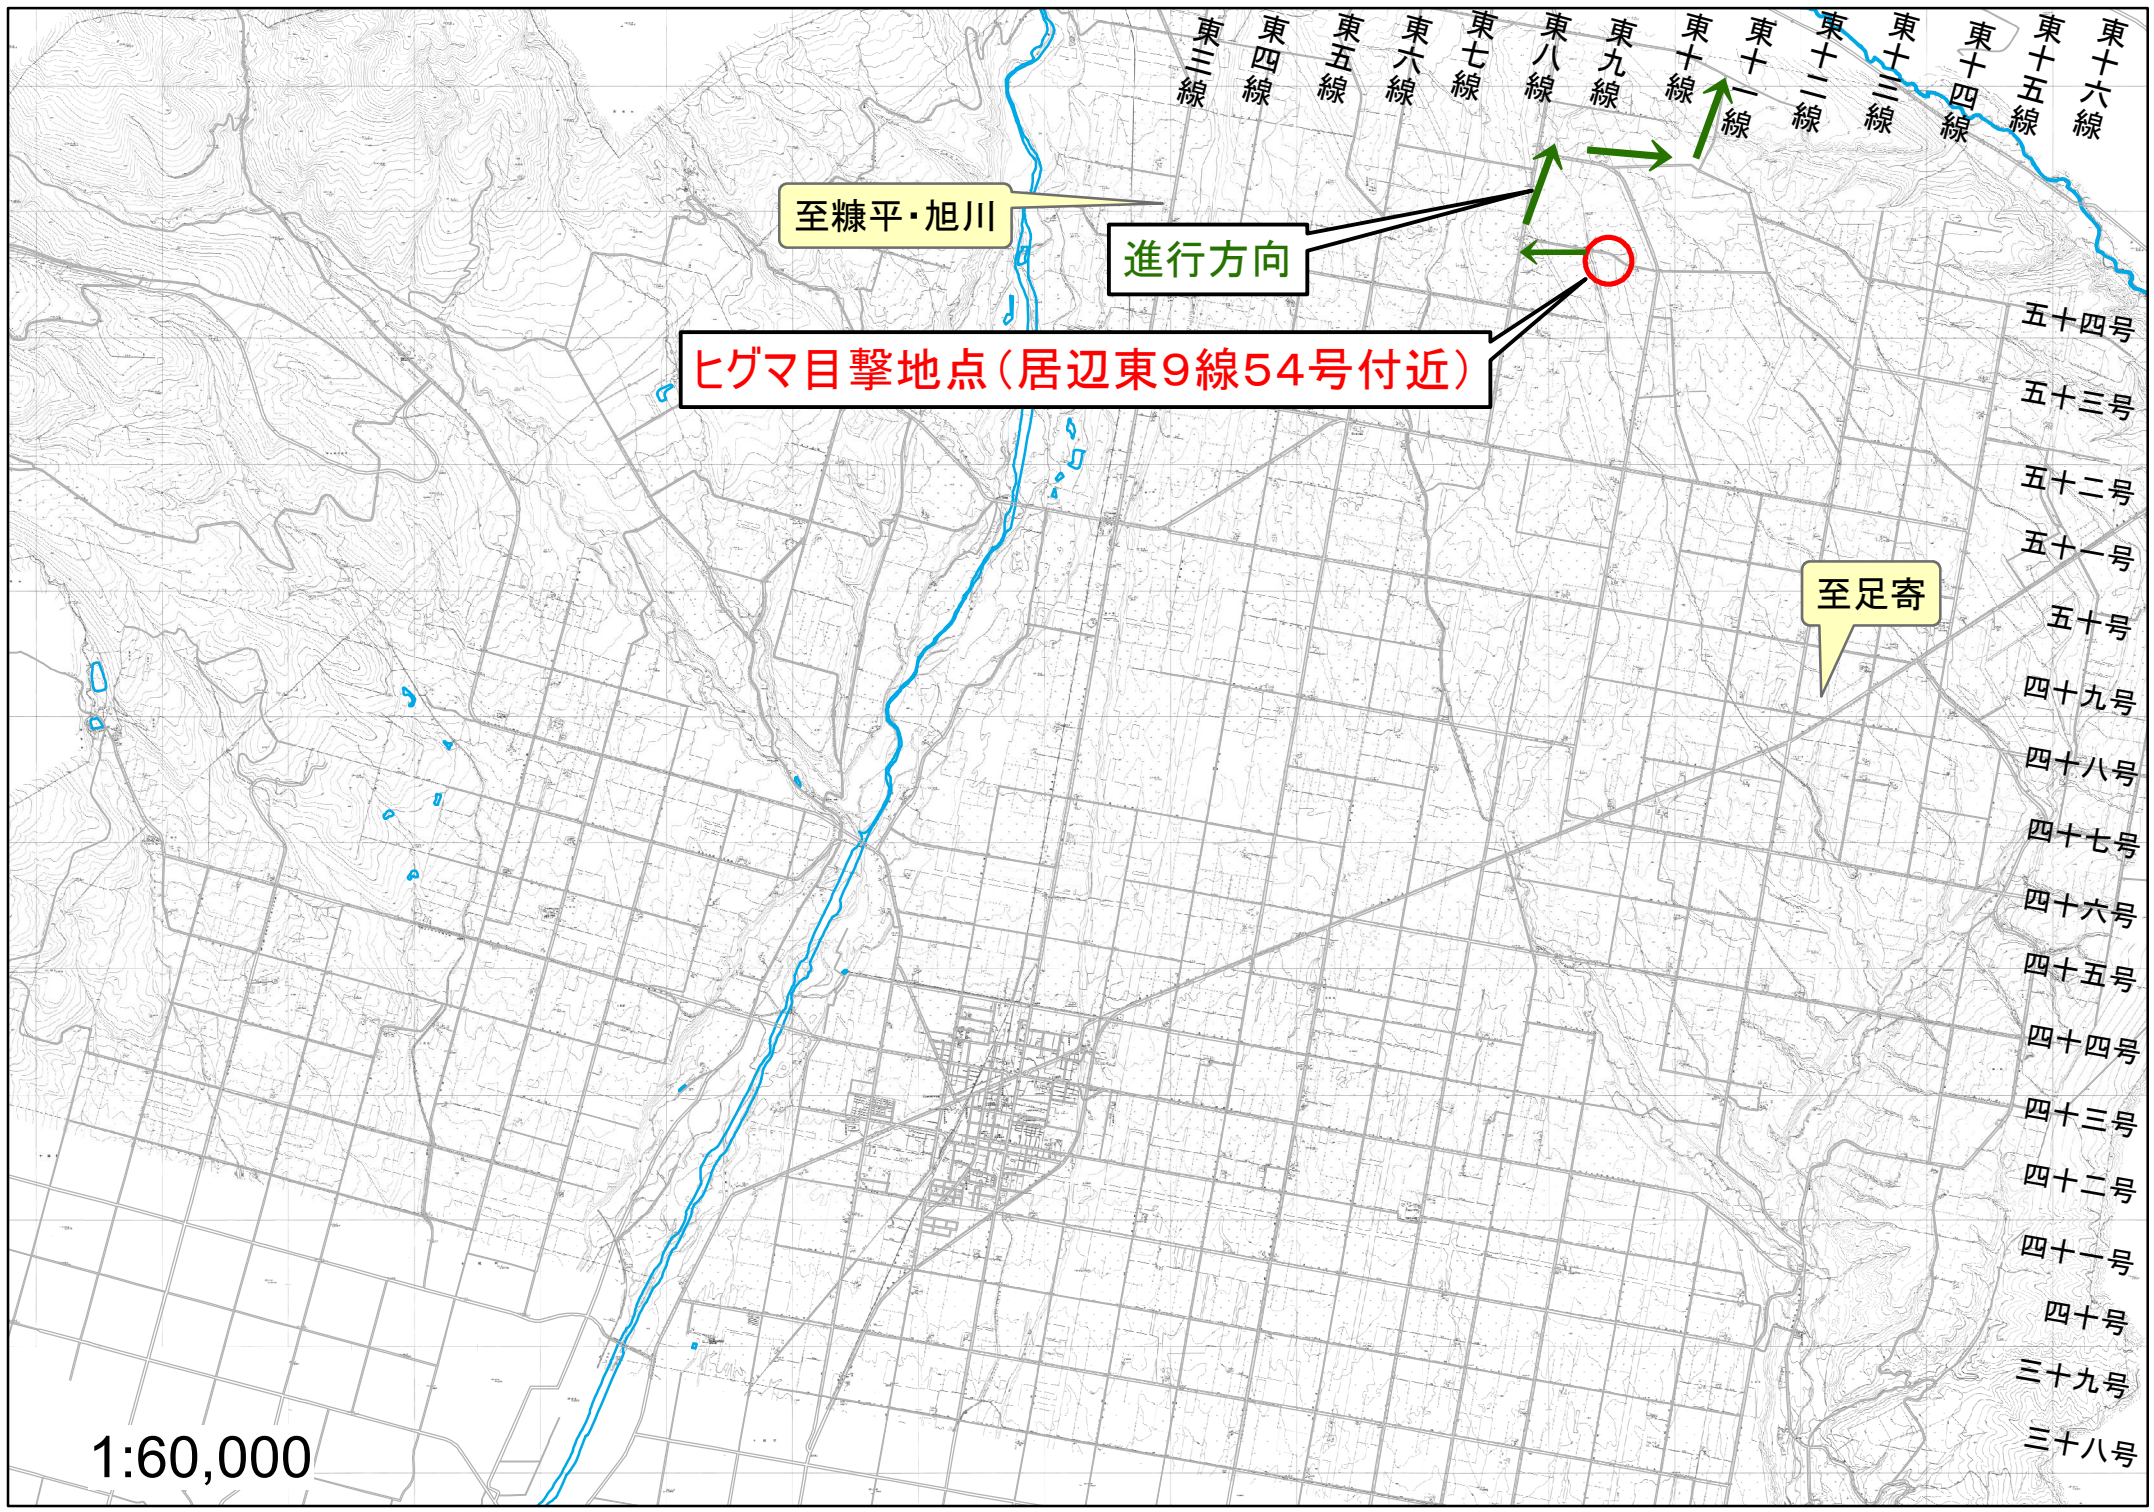 東三線
東四線
東五線
東六線
東七線
東八線
東九線
東十線
東十一線
東十二線
東十三線
東十四線
東十五線
東十六線
至糠平・旭川
進行方向
ヒグマ目撃地点(居辺東9線54号付近)
五十四号
五十三号
五十二号
五十一号
至足寄
五十号
四十九号
四十八号
四十七号
四十六号
四十五号
四十四号
四十三号
四十二号
四十一号
四十号
三十九号
三十八号
1:60,000